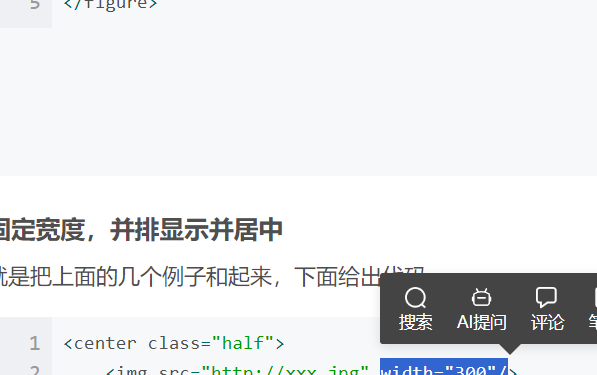 5 </figure>
固定宽度，并排显示并居中
就是把上面的几个例子和起来，下面给出代码
搜索 AI提问 评论
1 <center class="half">
2 <img src="http://xxx.jpg" width="300"/>